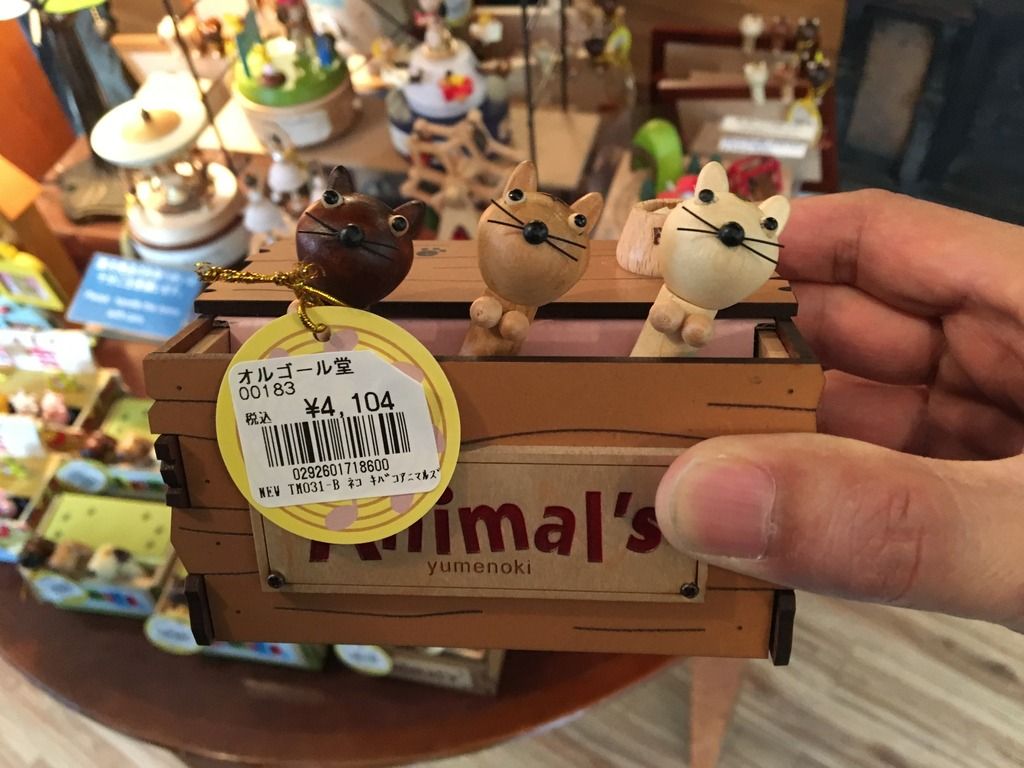 オルゴール堂
00183
税込 ¥4,104
0292601718600
NEW TM031-B ネコ キバコアニマルズ
Animal's
yumenoki